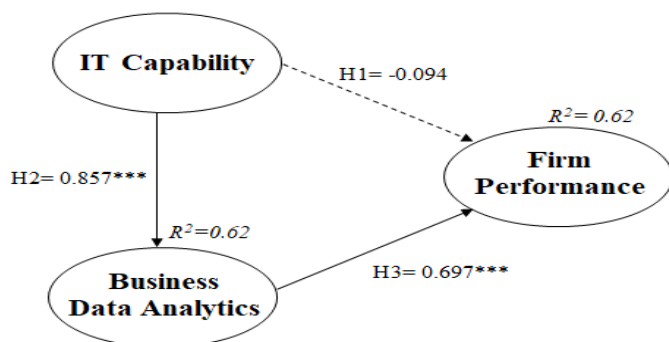 IT Capability
H1= -0.094
R²= 0.62
Firm
Performance
H2= 0.857***
R²=0.62
Business
Data Analytics
H3= 0.697***